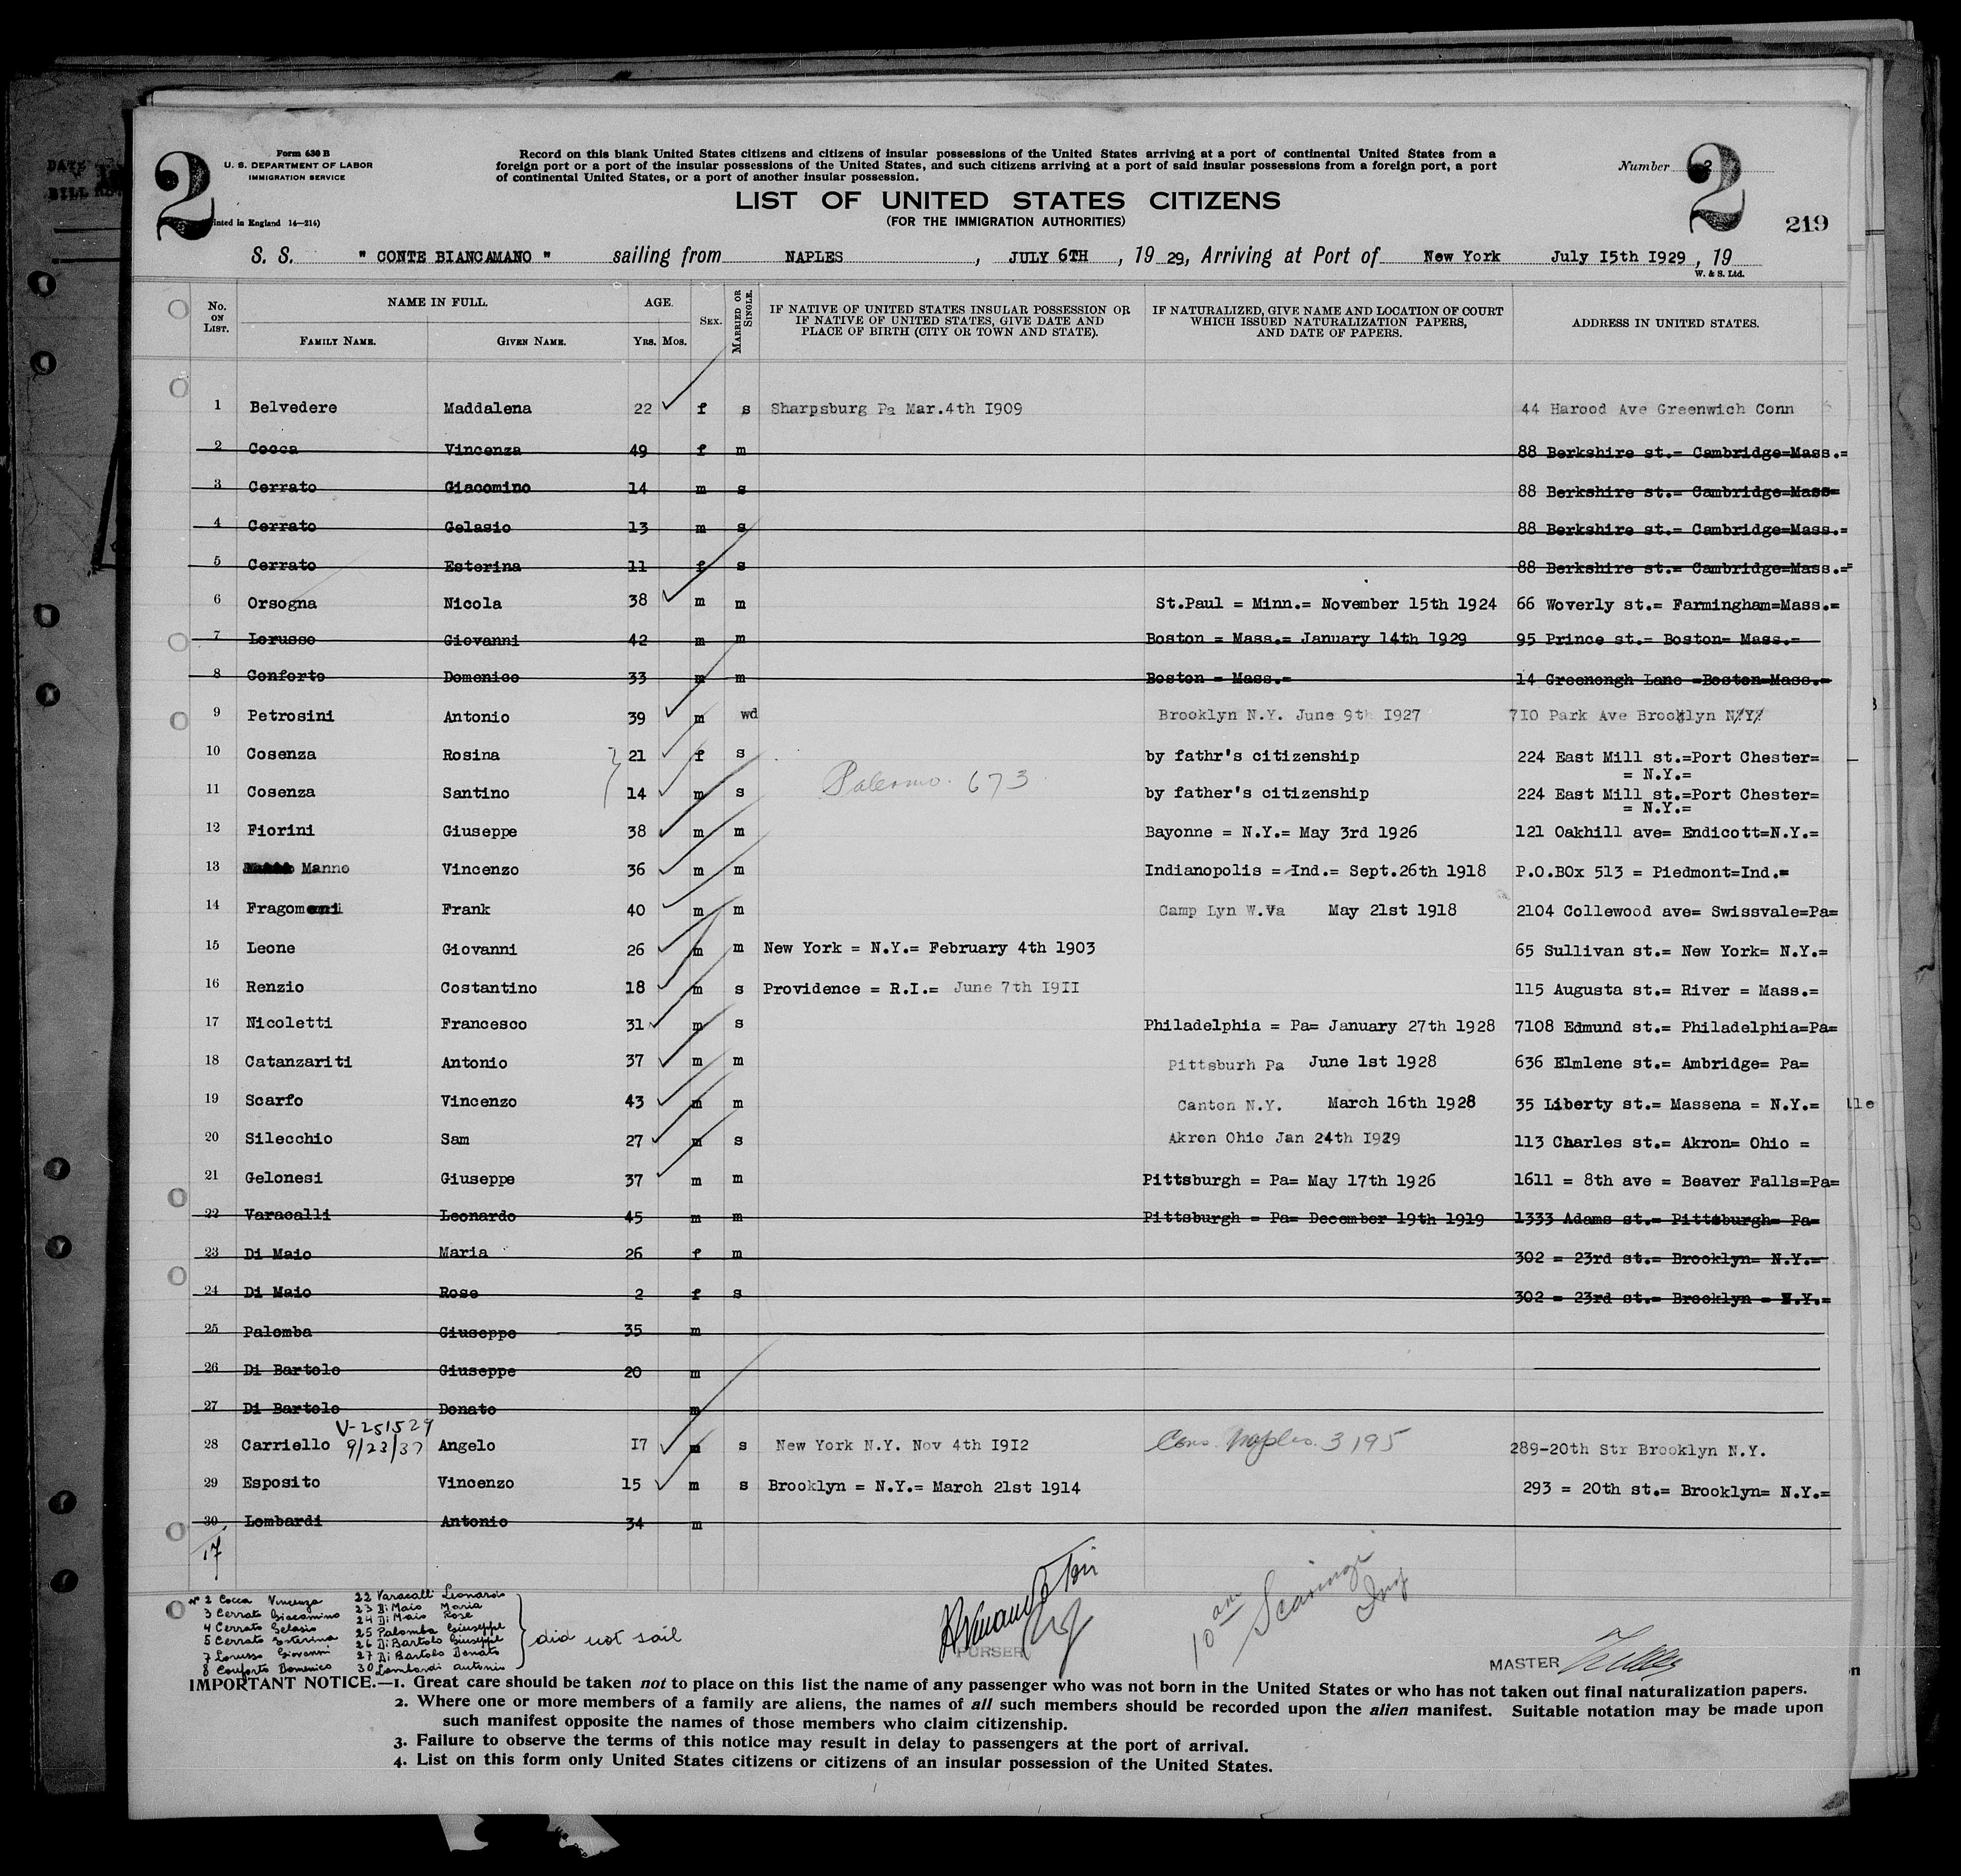 2
Form 630 B
U. S. DEPARTMENT OF LABOR
IMMIGRATION SERVICE
inted in England 14—214)
Record on this blank United States citizens and citizens of insular possessions of the United States arriving at a port of continental United States from a
foreign port or a port of the insular possessions of the United States, and such citizens arriving at a port of said insular possessions from a foreign port, a port
of continental United States, or a port of another insular possession.
Number 2
2
219
LIST OF UNITED STATES CITIZENS
(FOR THE IMMIGRATION AUTHORITIES)
S. S. " CONTE BIANCAMANO " sailing from NAPLES, JULY 6TH, 19 29, Arriving at Port of New York July I5th I929, 19
W. & S. Ltd.
No. ON LIST. NAME IN FULL. FAMILY NAME. GIVEN NAME. AGE. YRS. MOS. SEX. MARRIED OR SINGLE. IF NATIVE OF UNITED STATES INSULAR POSSESSION OR IF NATIVE OF UNITED STATES, GIVE DATE AND PLACE OF BIRTH (CITY OR TOWN AND STATE). IF NATURALIZED, GIVE NAME AND LOCATION OF COURT WHICH ISSUED NATURALIZATION PAPERS, AND DATE OF PAPERS. ADDRESS IN UNITED STATES.
1 Belvedere Maddalena 22 f s Sharpsburg Pa Mar.4th I909 44 Harood Ave Greenwich Conn
2 Cocca Vincenza 49 f m 88 Berkshire st.= Cambridge=Mass.=
3 Cerrato Giacomino 14 m s 88 Berkshire st.= Cambridge=Mass=
4 Cerrato Gelasio 13 m s 88 Berkshire st.= Cambridge=Mass.=
5 Cerrato Esterina 11 f s 88 Berkshire st.= Cambridge=Mass.=
6 Orsogna Nicola 38 m m St.Paul = Minn.= November 15th 1924 66 Woverly st.= Farmingham=Mass.=
7 Lorusso Giovanni 42 m m Boston = Mass.= January 14th 1929 95 Prince st.= Boston= Mass.=
8 Conforto Domenico 33 m m Boston = Mass.= 14 Greenongh Lane =Boston=Mass.=
9 Petrosini Antonio 39 m wd Brooklyn N.Y. June 9th I927 7I0 Park Ave Brooklyn N.Y.
10 Cosenza Rosina 21 f s by fathr's citizenship 224 East Mill st.=Port Chester=
= N.Y.=
Palermo. 673
11 Cosenza Santino 14 m s by father's citizenship 224 East Mill st.=Port Chester=
= N.Y.=
12 Fiorini Giuseppe 38 m m Bayonne = N.Y.= May 3rd 1926 121 Oakhill ave= Endicott=N.Y.=
13 Manno Vincenzo 36 m m Indianopolis = Ind.= Sept.26th 1918 P.O.BOx 513 = Piedmont=Ind.=
14 Fragomeni Frank 40 m m Camp Lyn W.Va May 21st 1918 2104 Collewood ave= Swissvale=Pa=
15 Leone Giovanni 26 m m New York = N.Y.= February 4th 1903 65 Sullivan st.= New York= N.Y.=
16 Renzio Costantino 18 m s Providence = R.I.= June 7th I9II 115 Augusta st.= River = Mass.=
17 Nicoletti Francesco 31 m s Philadelphia = Pa= January 27th 1928 7108 Edmund st.= Philadelphia=Pa=
18 Catanzariti Antonio 37 m m Pittsburh Pa June 1st 1928 636 Elmlene st.= Ambridge= Pa=
19 Scarfo Vincenzo 43 m m Canton N.Y. March 16th 1928 35 Liberty st.= Massena = N.Y.=
20 Silecchio Sam 27 m s Akron Ohio Jan 24th I929 113 Charles st.= Akron= Ohio =
21 Gelonesi Giuseppe 37 m m Pittsburgh = Pa= May 17th 1926 1611 = 8th ave = Beaver Falls=Pa=
22 Varacalli Leonardo 45 m m Pittsburgh = Pa= December 19th 1919 1333 Adams st.= Pittsburgh= Pa=
23 Di Maio Maria 26 f m 302 = 23rd st.= Brooklyn= N.Y.=
24 Di Maio Rose 2 f s 302 = 23rd st.= Brooklyn = N.Y.=
25 Palomba Giuseppe 35 m
26 Di Bartolo Giuseppe 20 m
27 Di Bartolo Donato m
V-251529
28 Carriello 9/23/37 Angelo I7 m s New York N.Y. Nov 4th I9I2 Cons. Naples. 3195 289-20th Str Brooklyn N.Y.
29 Esposito Vincenzo 15 m s Brooklyn = N.Y.= March 21st 1914 293 = 20th st.= Brooklyn= N.Y.=
30 Lombardi Antonio 34 m
17
No 2 Cocca Vincenza 22 Varacalli Leonardo
3 Cerrato Giacomino 23 Di Maio Maria
4 Cerrato Gelasio 24 Di Maio Rose
5 Cerrato Esterina 25 Palomba Giuseppe
7 Lorusso Giovanni 26 Di Bartolo Giuseppe
8 Conforto Domenico 27 Di Bartolo Donato
30 Lombardi Antonio
did not sail
PURSER
10 am
Insp
MASTER
IMPORTANT NOTICE.—1. Great care should be taken not to place on this list the name of any passenger who was not born in the United States or who has not taken out final naturalization papers.
2. Where one or more members of a family are aliens, the names of all such members should be recorded upon the alien manifest. Suitable notation may be made upon
such manifest opposite the names of those members who claim citizenship.
3. Failure to observe the terms of this notice may result in delay to passengers at the port of arrival.
4. List on this form only United States citizens or citizens of an insular possession of the United States.